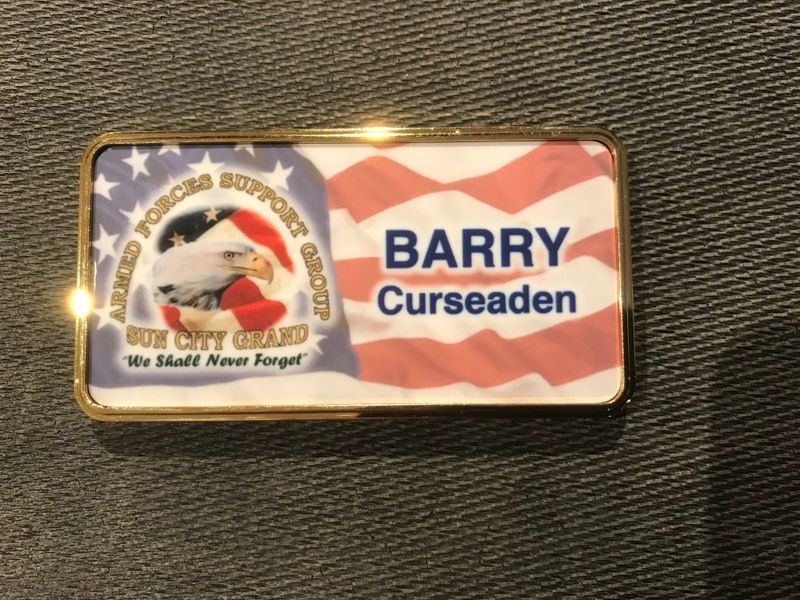 ARMED FORCES SUPPORT GROUP
SUN CITY GRAND
"We Shall Never Forget"
BARRY
Curseaden